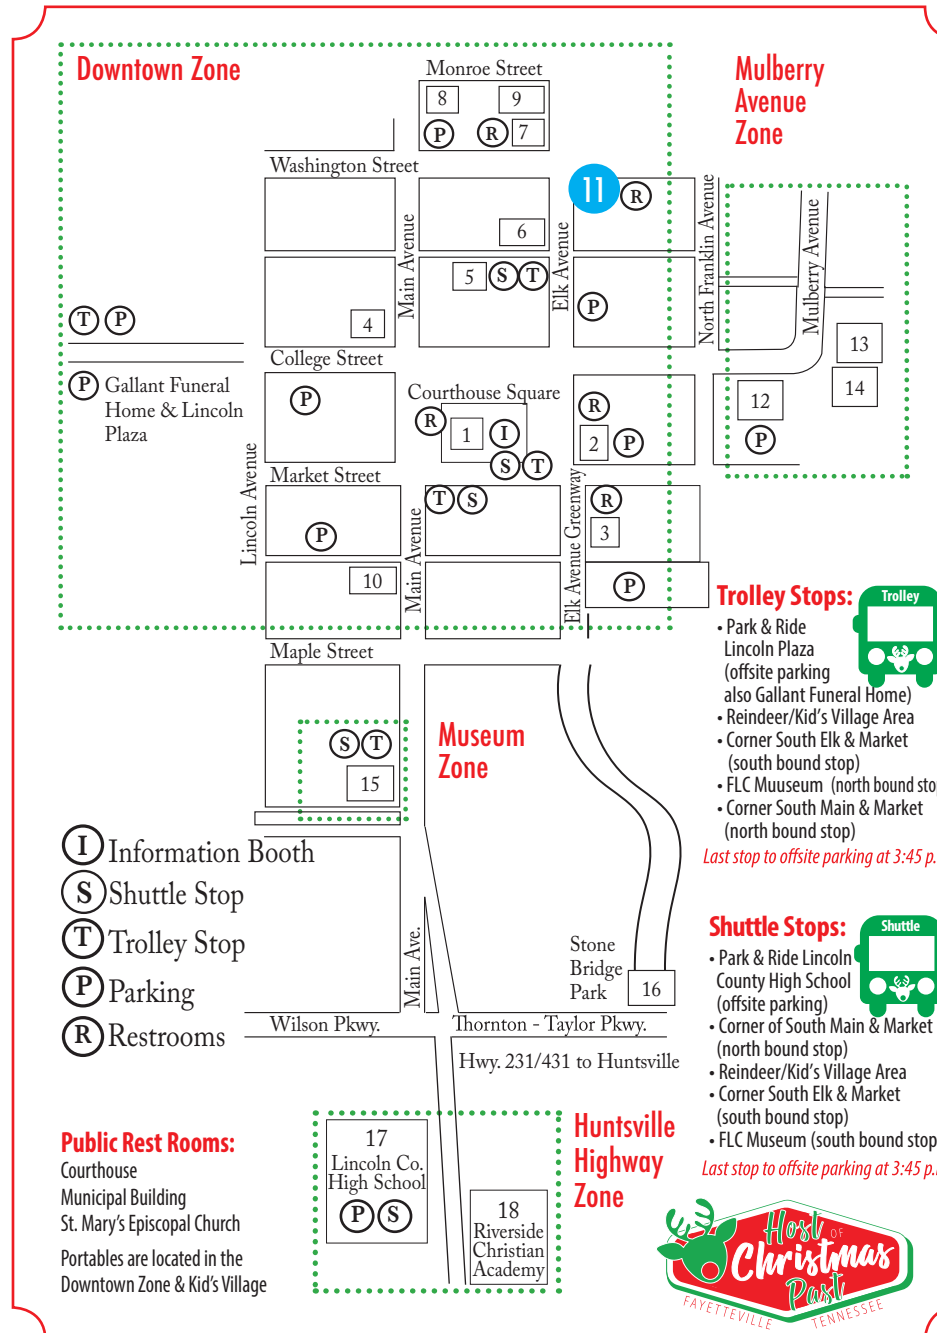 Downtown Zone
Monroe Street
8
9
P
R
7
Mulberry
Avenue
Zone
Washington Street
11
R
6
Main Avenue
Elk Avenue
North Franklin Avenue
Mulberry Avenue
5
S
T
P
4
T
P
13
College Street
P
Gallant Funeral
Home & Lincoln
Plaza
P
Courthouse Square
R
1
I
R
2
P
12
14
P
S
T
Lincoln Avenue
Market Street
T
S
R
3
P
Main Avenue
Elk Avenue Greenway
10
P
Maple Street
Trolley Stops:
Trolley
• Park & Ride
Lincoln Plaza
(offsite parking
also Gallant Funeral Home)
• Reindeer/Kid's Village Area
• Corner South Elk & Market
(south bound stop)
• FLC Muuseum (north bound sto
• Corner South Main & Market
(north bound stop)
Last stop to offsite parking at 3:45 p.
S
T
15
Museum
Zone
I Information Booth
S Shuttle Stop
T Trolley Stop
P Parking
R Restrooms
Main Ave.
Stone
Bridge
Park
16
Shuttle Stops:
Shuttle
• Park & Ride Lincoln
County High School
(offsite parking)
• Corner of South Main & Market
(north bound stop)
• Reindeer/Kid's Village Area
• Corner South Elk & Market
(south bound stop)
• FLC Museum (south bound stop
Last stop to offsite parking at 3:45 p.
Wilson Pkwy.
Thornton - Taylor Pkwy.
Hwy. 231/431 to Huntsville
Public Rest Rooms:
Courthouse
Municipal Building
St. Mary's Episcopal Church
Portables are located in the
Downtown Zone & Kid's Village
17
Lincoln Co.
High School
P
S
18
Riverside
Christian
Academy
Huntsville
Highway
Zone
Host OF
Christmas
Past
FAYETTEVILLE TENNESSEE